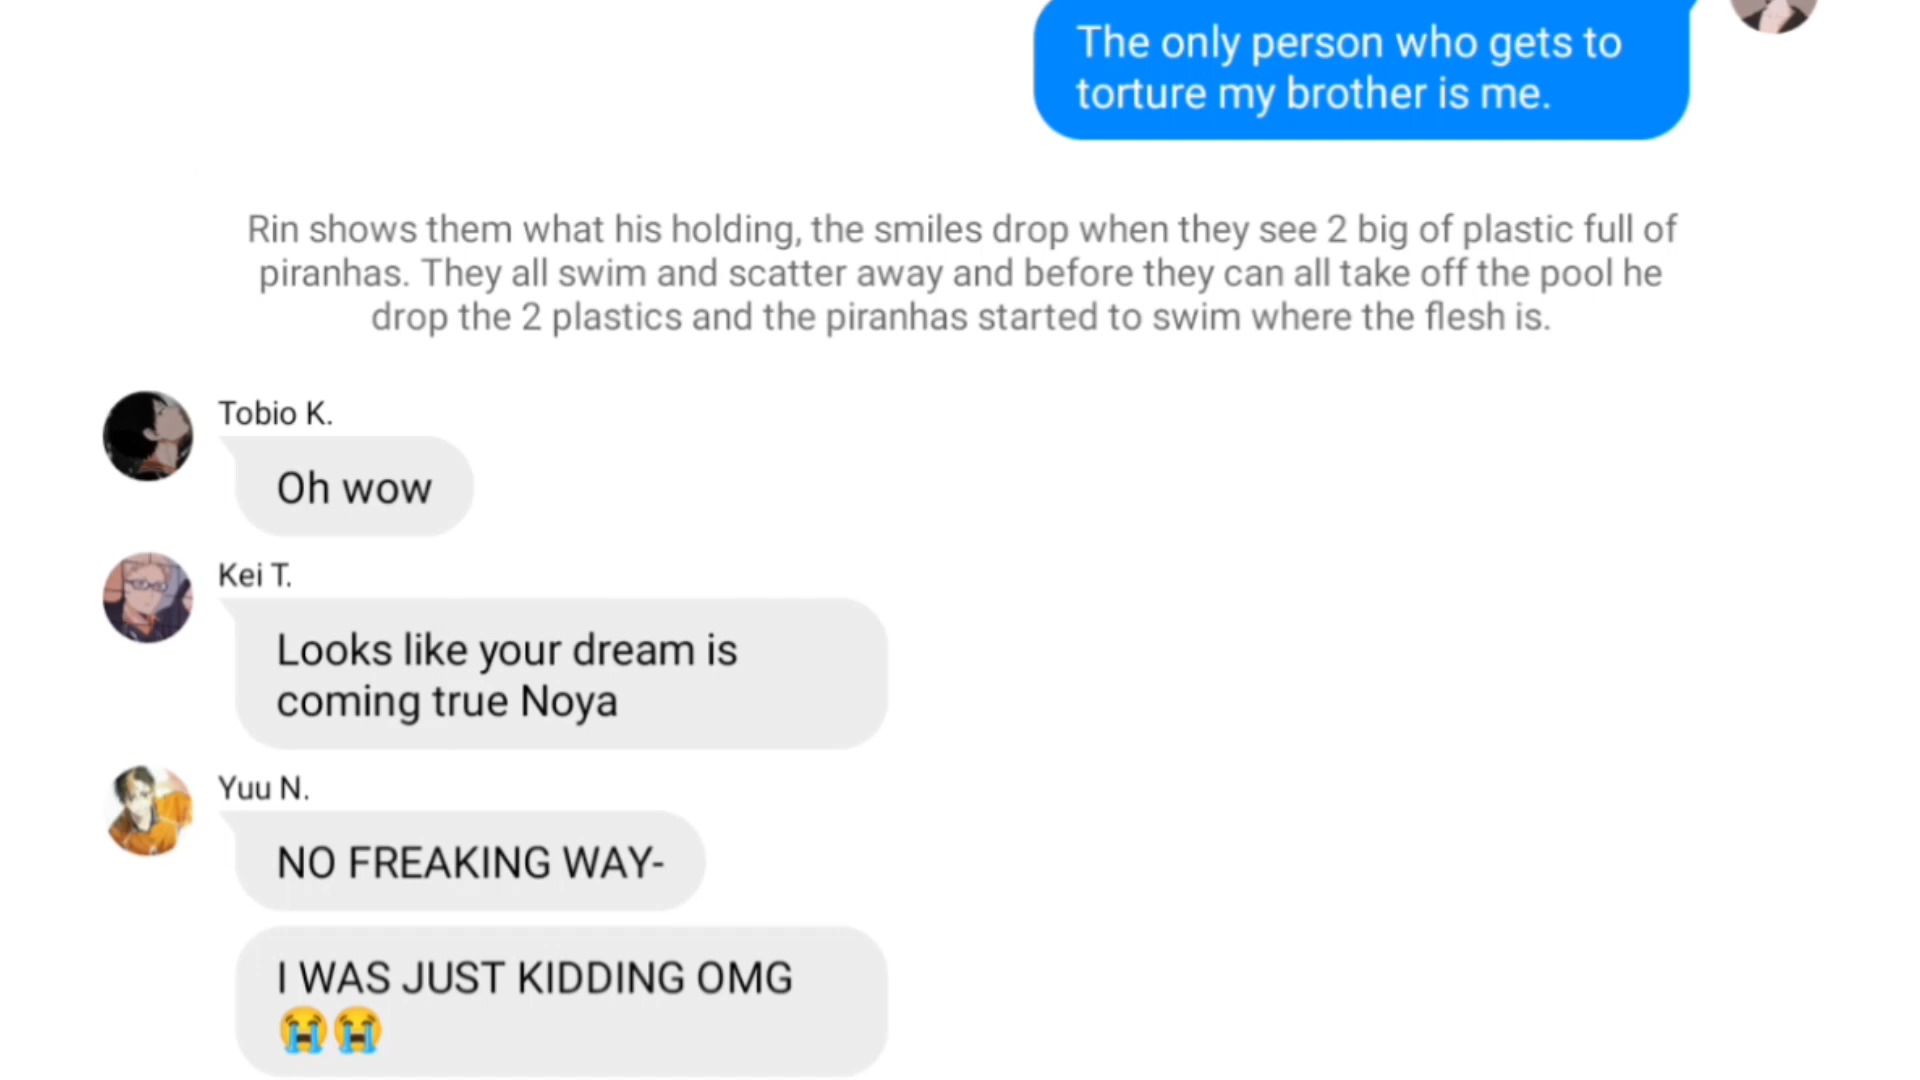 The only person who gets to
torture my brother is me.
Rin shows them what his holding, the smiles drop when they see 2 big of plastic full of
piranhas. They all swim and scatter away and before they can all take off the pool he
drop the 2 plastics and the piranhas started to swim where the flesh is.
Tobio K.
Oh wow
Kei T.
Looks like your dream is
coming true Noya
Yuu N.
NO FREAKING WAY-
I WAS JUST KIDDING OMG
😭😭